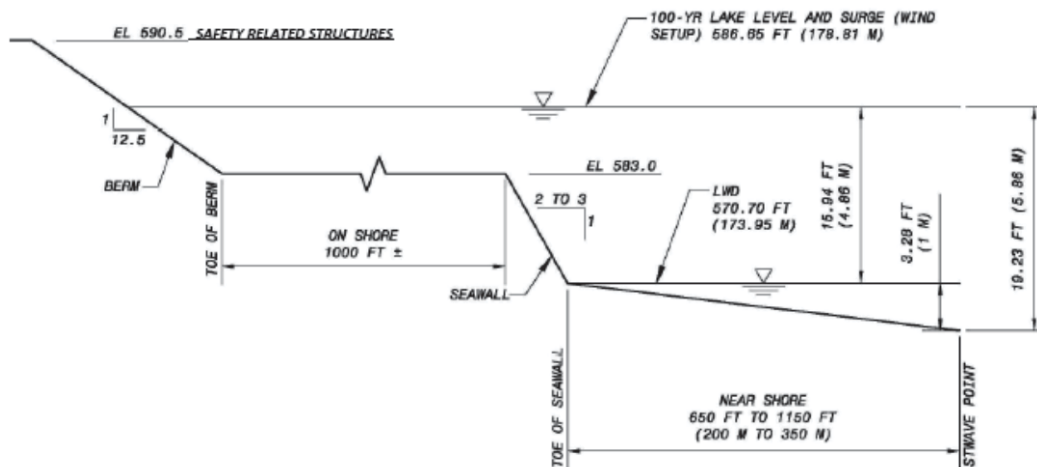 100-YR LAKE LEVEL AND SURGE (WIND
SETUP) 586.65 FT (178.81 M)
EL 590.5 SAFETY RELATED STRUCTURES
1
12.5
BERM
EL 583.0
2 TO 3
1
LWD
570.70 FT
(173.95 M)
15.94 FT
(4.86 M)
3.28 FT
(1 M)
19.23 FT (5.86 M)
TOE OF BERM
ON SHORE
1000 FT ±
SEAWALL
TOE OF SEAWALL
NEAR SHORE
650 FT TO 1150 FT
(200 M TO 350 M)
STWAVE POINT